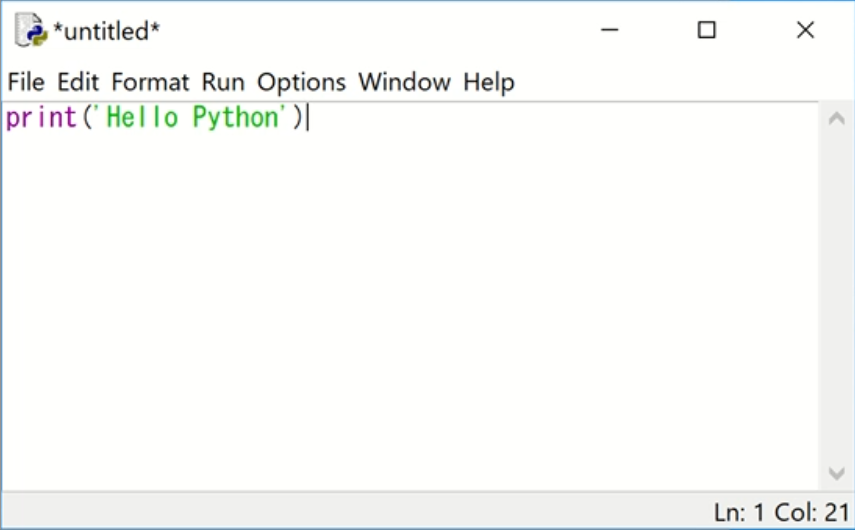 *untitled*
File Edit Format Run Options Window Help
print('Hello Python')
Ln: 1 Col: 21